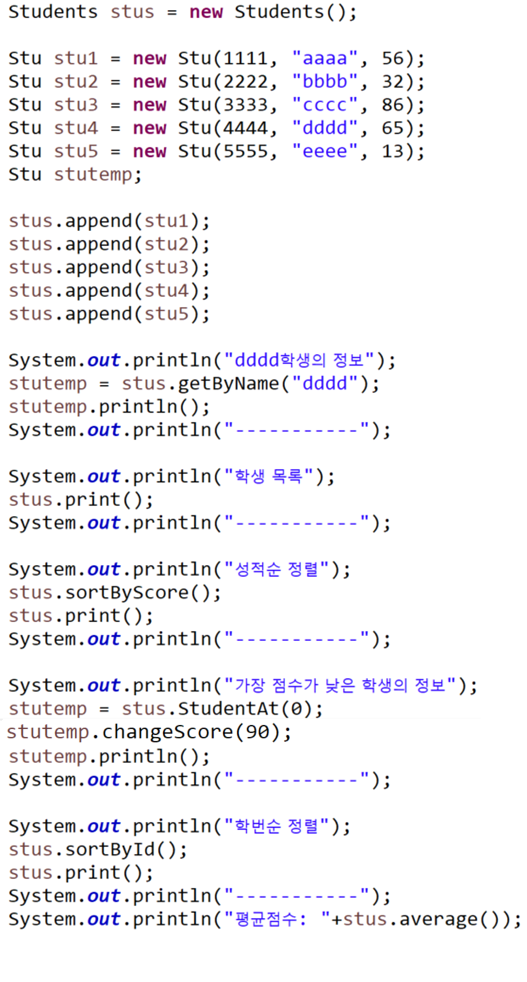 Students stus = new Students();
Stu stu1 = new Stu(1111, "aaaa", 56);
Stu stu2 = new Stu(2222, "bbbb", 32);
Stu stu3 = new Stu(3333, "cccc", 86);
Stu stu4 = new Stu(4444, "dddd", 65);
Stu stu5 = new Stu(5555, "eeee", 13);
Stu stutemp;
stus.append(stu1);
stus.append(stu2);
stus.append(stu3);
stus.append(stu4);
stus.append(stu5);
System.out.println("dddd학생의 정보");
stutemp = stus.getByName("dddd");
stutemp.println();
System.out.println("-----------");
System.out.println("학생 목록");
stus.print();
System.out.println("-----------");
System.out.println("성적순 정렬");
stus.sortByScore();
stus.print();
System.out.println("-----------");
System.out.println("가장 점수가 낮은 학생의 정보");
stutemp = stus.StudentAt(0);
stutemp.changeScore(90);
stutemp.println();
System.out.println("-----------");
System.out.println("학번순 정렬");
stus.sortById();
stus.print();
System.out.println("-----------");
System.out.println("평균점수: "+stus.average());